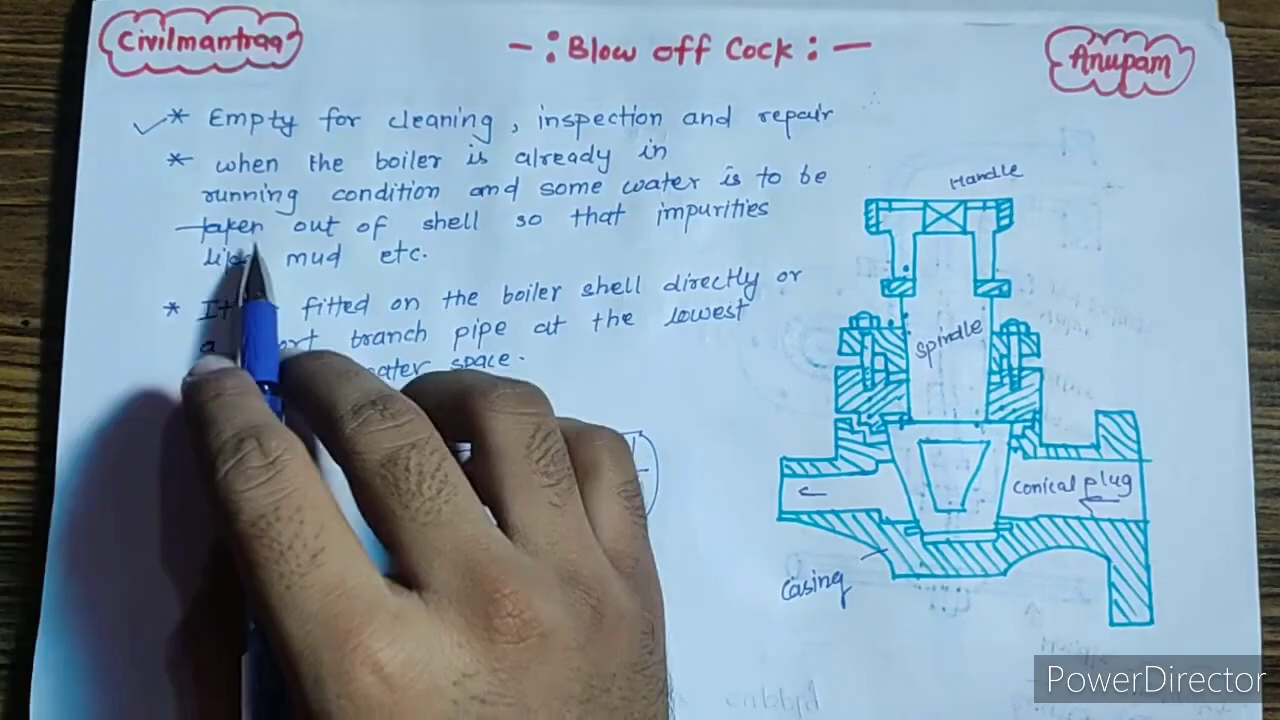 Civilmantraa
- : Blow off Cock : -
Anupam
* Empty for cleaning, inspection and repair
* when the boiler is already in
running condition and some water is to be
taken out of shell so that impurities
mud etc.
* fitted on the boiler shell directly or
a branch pipe at the lowest
space.
Handle
Spindle
conical plug
Casing
PowerDirector